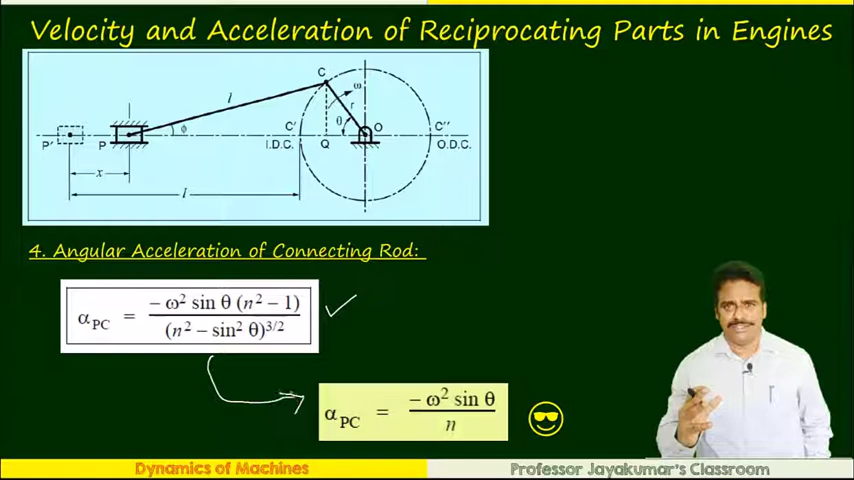 Velocity and Acceleration of Reciprocating Parts in Engines
C
l
ω
r
θ
O
C'
C''
ϕ
P'
P
I.D.C.
Q
O.D.C.
x
l
4. Angular Acceleration of Connecting Rod:
α_PC = − ω² sin θ (n² − 1) / (n² − sin² θ)^3/2
α_PC = − ω² sin θ / n
Dynamics of Machines
Professor Jayakumar's Classroom